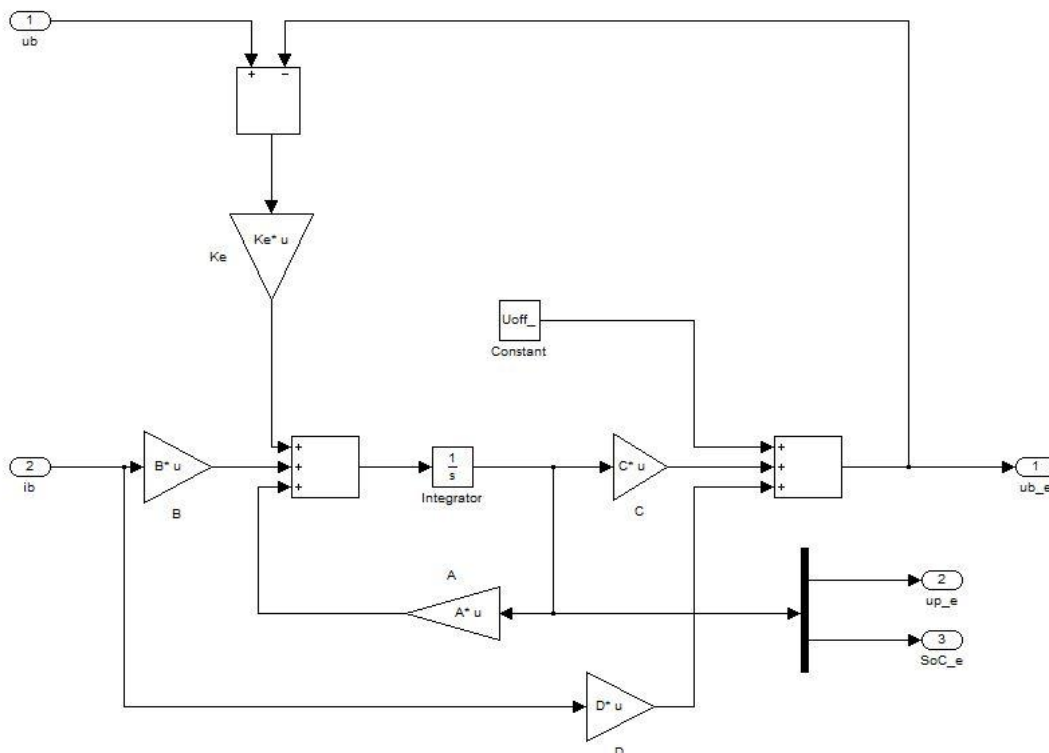 1
ub
+ −
Ke* u
Ke
Uoff_
Constant
2
ib
B* u
B
+
+
+
1
s
Integrator
C* u
C
+
+
+
1
ub_e
A
A* u
2
up_e
3
SoC_e
D* u
D